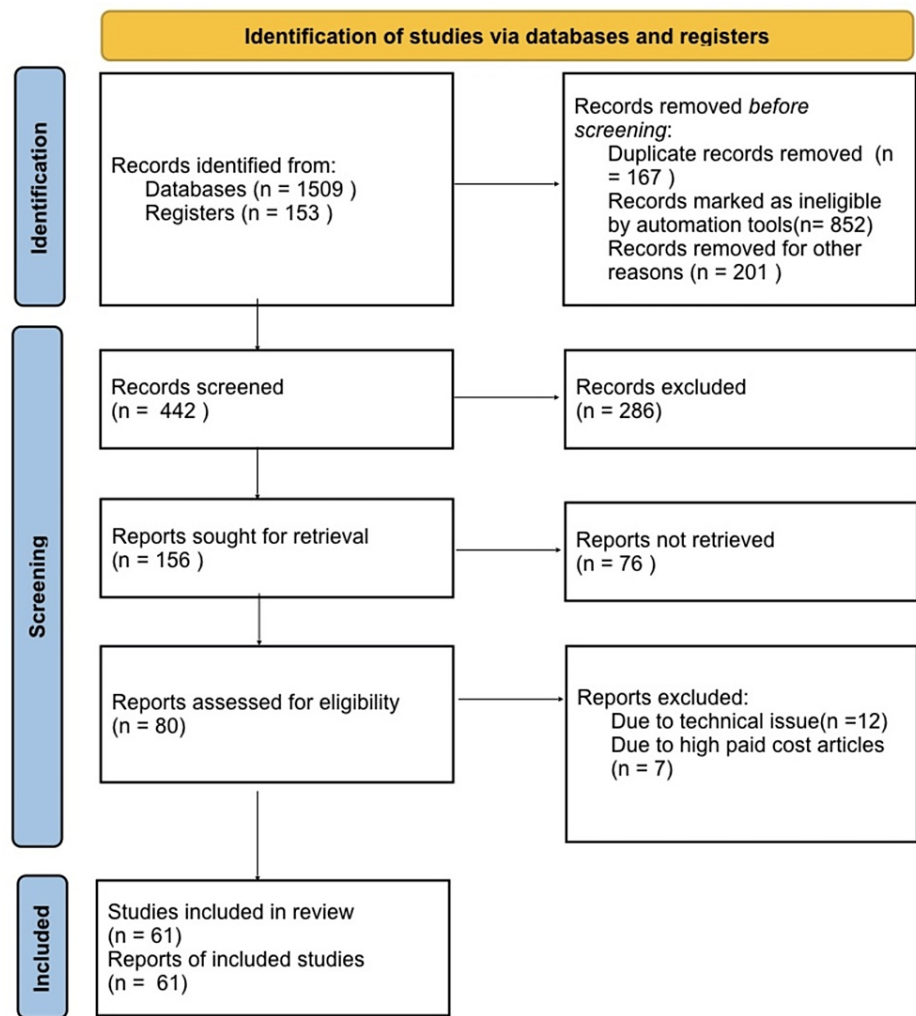 Identification of studies via databases and registers
Identification
Records identified from:
Databases (n = 1509 )
Registers (n = 153 )
Records removed before
screening:
Duplicate records removed (n
= 167 )
Records marked as ineligible
by automation tools(n= 852)
Records removed for other
reasons (n = 201 )
Screening
Records screened
(n = 442 )
Records excluded
(n = 286)
Reports sought for retrieval
(n = 156 )
Reports not retrieved
(n = 76 )
Reports assessed for eligibility
(n = 80)
Reports excluded:
Due to technical issue(n =12)
Due to high paid cost articles
(n = 7)
Included
Studies included in review
(n = 61)
Reports of included studies
(n = 61)